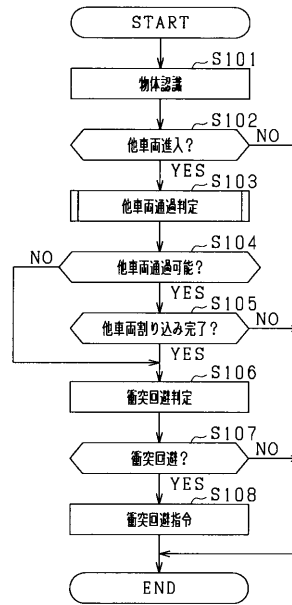 START
S101
物体認識
S102
他車両進入？
NO
YES
S103
他車両通過判定
S104
NO
他車両通過可能？
YES
S105
他車両割り込み完了？
NO
YES
S106
衝突回避判定
S107
衝突回避？
NO
YES
S108
衝突回避指令
END